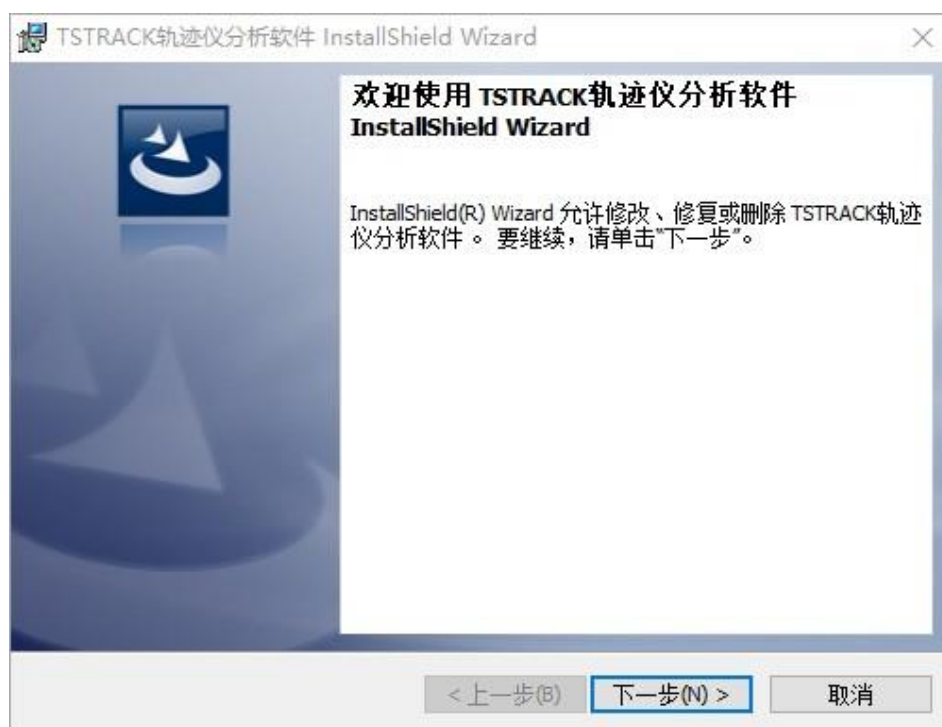 TSTRACK轨迹仪分析软件 InstallShield Wizard
欢迎使用 TSTRACK轨迹仪分析软件
InstallShield Wizard
InstallShield(R) Wizard 允许修改、修复或删除 TSTRACK轨迹
仪分析软件 。 要继续，请单击“下一步”。
< 上一步(B)
下一步(N) >
取消